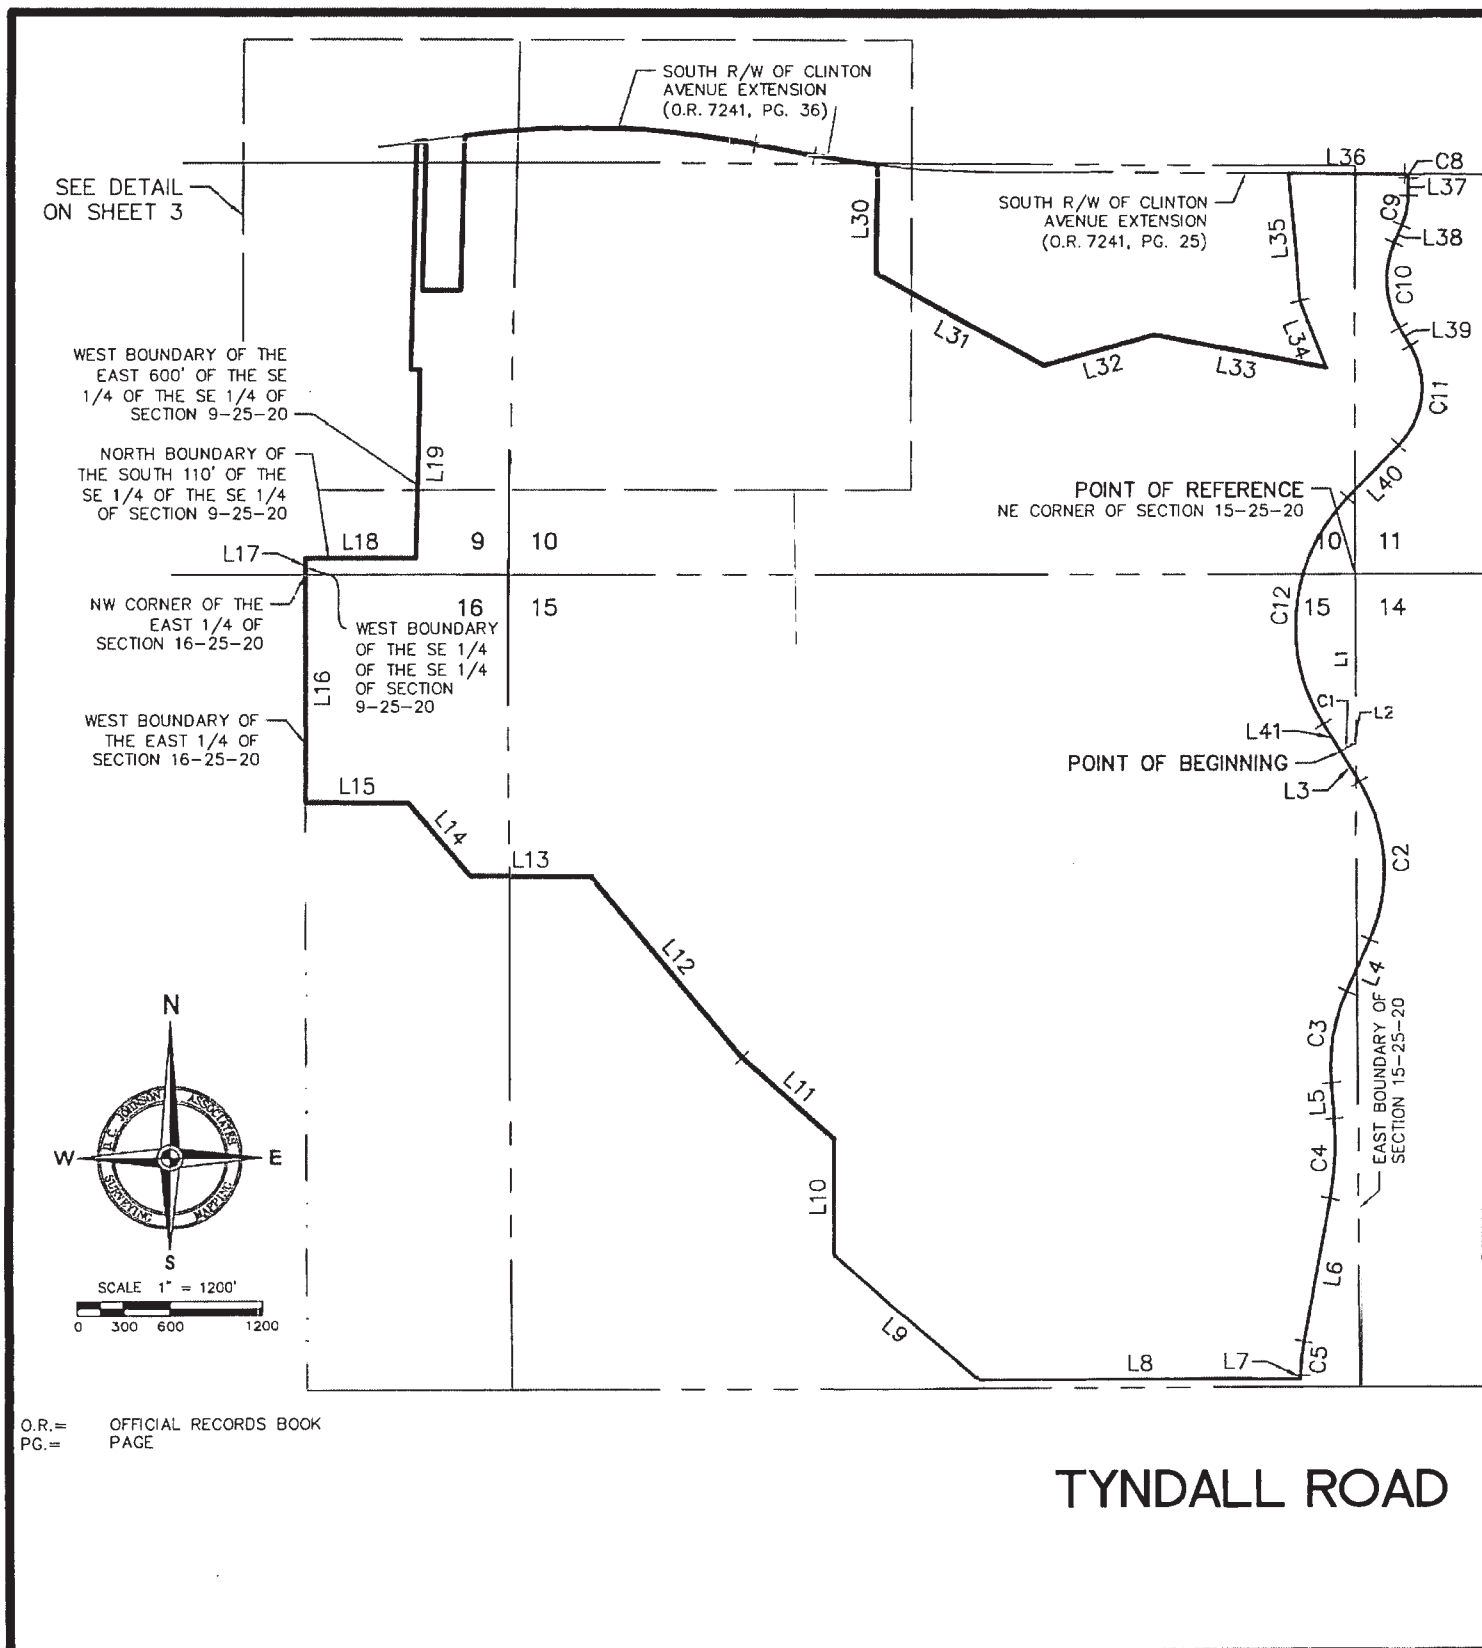 SOUTH R/W OF CLINTON
AVENUE EXTENSION
(O.R. 7241, PG. 36)
L36
C8
L37
SEE DETAIL
ON SHEET 3
L30
SOUTH R/W OF CLINTON
AVENUE EXTENSION
(O.R. 7241, PG. 25)
C9
L38
L35
C10
L39
L31
L32
L33
L34
C11
WEST BOUNDARY OF THE
EAST 600' OF THE SE
1/4 OF THE SE 1/4 OF
SECTION 9-25-20
L19
NORTH BOUNDARY OF
THE SOUTH 110' OF THE
SE 1/4 OF THE SE 1/4
OF SECTION 9-25-20
L40
POINT OF REFERENCE
NE CORNER OF SECTION 15-25-20
L17
L18
9
10
10
11
NW CORNER OF THE
EAST 1/4 OF
SECTION 16-25-20
16
15
C12
15
14
WEST BOUNDARY
OF THE SE 1/4
OF THE SE 1/4
OF SECTION
9-25-20
L16
L1
WEST BOUNDARY OF
THE EAST 1/4 OF
SECTION 16-25-20
C1
L2
L41
POINT OF BEGINNING
L3
L15
L14
L13
C2
L12
L4
EAST BOUNDARY OF
SECTION 15-25-20
C3
L11
L5
C4
L10
L6
L9
L8
L7
C5
N
W
E
S
D.C. JOHNSON
ASSOCIATES
SURVEYING
MAPPING
SCALE 1" = 1200'
0 300 600 1200
O.R.= OFFICIAL RECORDS BOOK
PG.= PAGE
TYNDALL ROAD